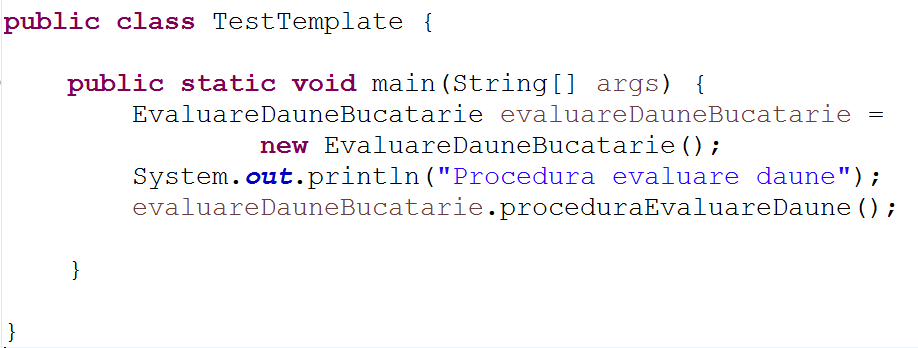 public class TestTemplate {
public static void main(String[] args) {
EvaluareDauneBucatarie evaluareDauneBucatarie =
new EvaluareDauneBucatarie();
System.out.println("Procedura evaluare daune");
evaluareDauneBucatarie.proceduraEvaluareDaune();
}
}